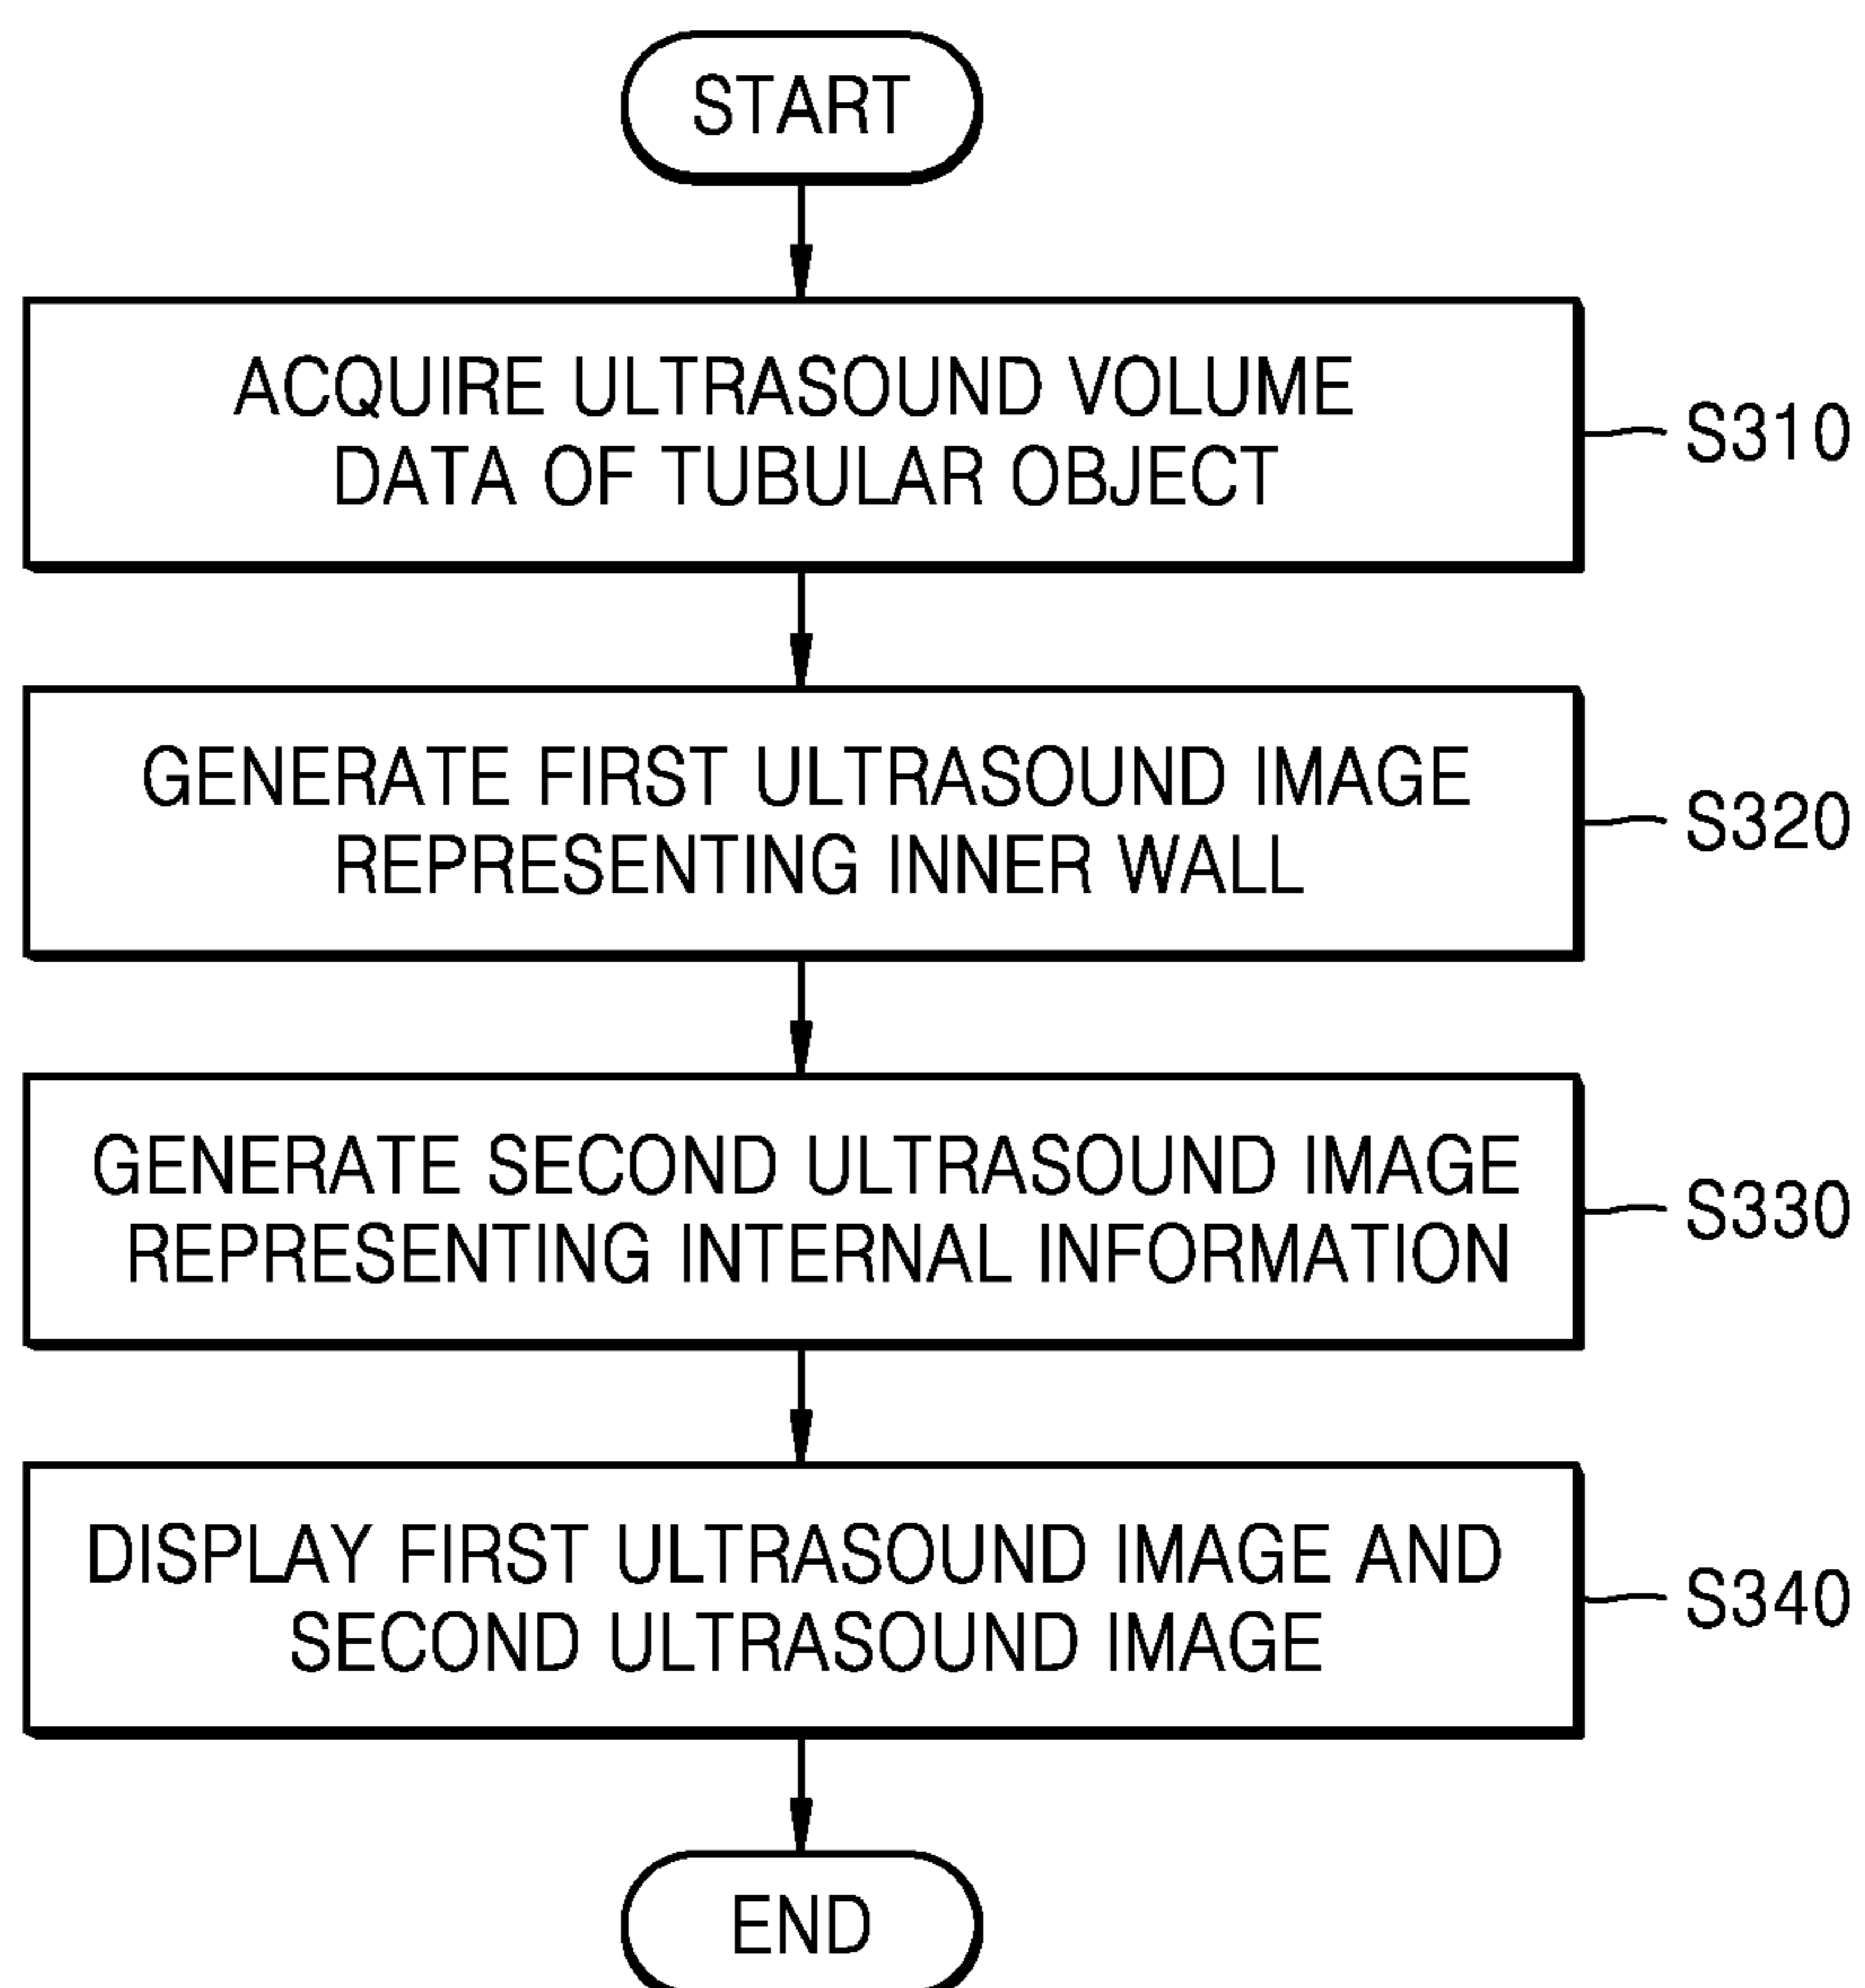 START
ACQUIRE ULTRASOUND VOLUME
DATA OF TUBULAR OBJECT
S310
GENERATE FIRST ULTRASOUND IMAGE
REPRESENTING INNER WALL
S320
GENERATE SECOND ULTRASOUND IMAGE
REPRESENTING INTERNAL INFORMATION
S330
DISPLAY FIRST ULTRASOUND IMAGE AND
SECOND ULTRASOUND IMAGE
S340
END